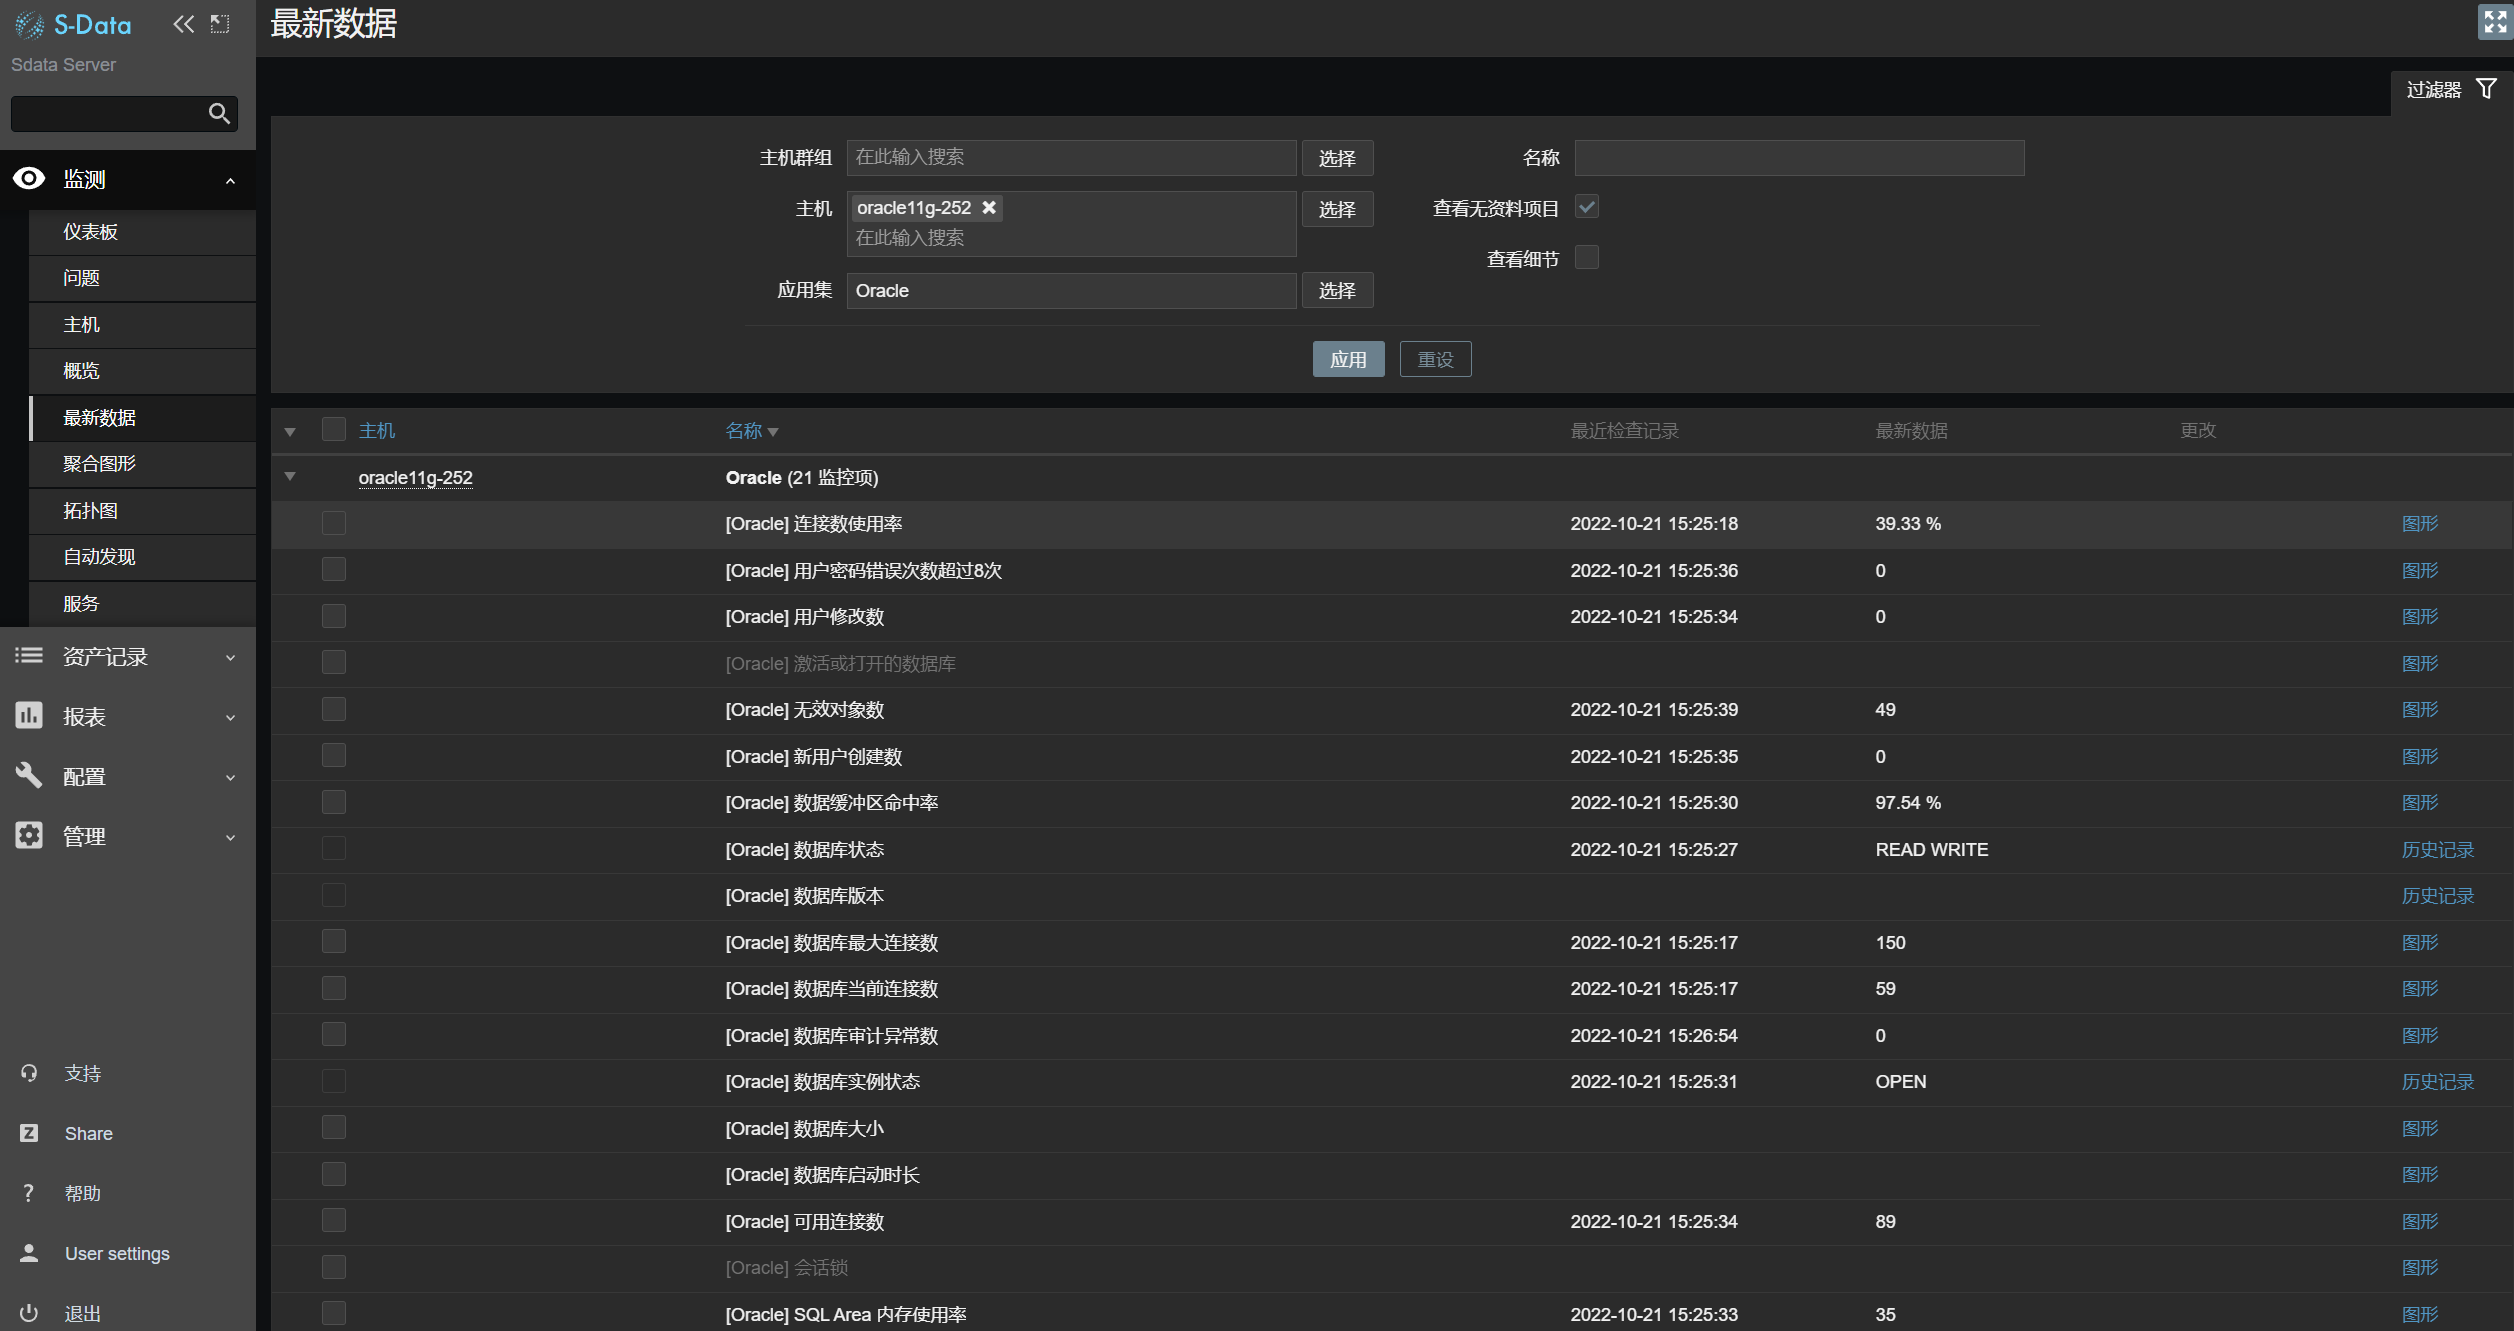 S-Data
Sdata Server
监测
仪表板
问题
主机
概览
最新数据
聚合图形
拓扑图
自动发现
服务
资产记录
报表
配置
管理
支持
Share
帮助
User settings
退出
最新数据
过滤器
主机群组 在此输入搜索 选择
名称
主机 oracle11g-252 选择
在此输入搜索
查看无资料项目
查看细节
应用集 Oracle 选择
应用 重设
主机 名称 最近检查记录 最新数据 更改
oracle11g-252 Oracle (21 监控项)
[Oracle] 连接数使用率 2022-10-21 15:25:18 39.33 % 图形
[Oracle] 用户密码错误次数超过8次 2022-10-21 15:25:36 0 图形
[Oracle] 用户修改数 2022-10-21 15:25:34 0 图形
[Oracle] 激活或打开的数据库 图形
[Oracle] 无效对象数 2022-10-21 15:25:39 49 图形
[Oracle] 新用户创建数 2022-10-21 15:25:35 0 图形
[Oracle] 数据缓冲区命中率 2022-10-21 15:25:30 97.54 % 图形
[Oracle] 数据库状态 2022-10-21 15:25:27 READ WRITE 历史记录
[Oracle] 数据库版本 历史记录
[Oracle] 数据库最大连接数 2022-10-21 15:25:17 150 图形
[Oracle] 数据库当前连接数 2022-10-21 15:25:17 59 图形
[Oracle] 数据库审计异常数 2022-10-21 15:26:54 0 图形
[Oracle] 数据库实例状态 2022-10-21 15:25:31 OPEN 历史记录
[Oracle] 数据库大小 图形
[Oracle] 数据库启动时长 图形
[Oracle] 可用连接数 2022-10-21 15:25:34 89 图形
[Oracle] 会话锁 图形
[Oracle] SQL Area 内存使用率 2022-10-21 15:25:33 35 图形